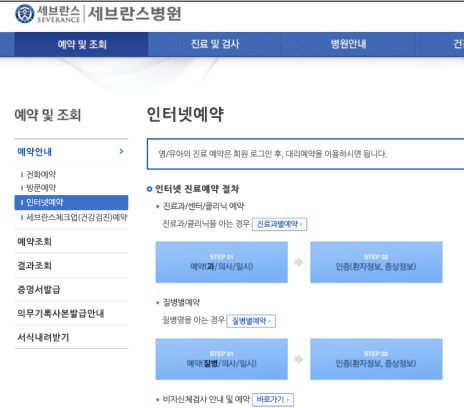 세브란스 SEVERANCE 세브란스병원
예약 및 조회 진료 및 검사 병원안내 건
예약 및 조회
예약안내
전화예약
방문예약
인터넷예약
세브란스체크업(건강검진)예약
예약조회
결과조회
증명서발급
의무기록사본발급안내
서식내려받기
인터넷예약
영/유아의 진료 예약은 회원 로그인 후, 대리예약을 이용하시면 됩니다.
인터넷 진료예약 절차
진료과/센터/클리닉 예약
진료과/클리닉을 아는 경우 진료과별예약
STEP 01 STEP 02
예약(과/의사/일시) 인증(환자정보, 증상정보)
질병별예약
질병명을 아는 경우 질병별예약
STEP 01 STEP 02
예약(질병/의사/일시) 인증(환자정보, 증상정보)
비자신체검사 안내 및 예약 바로가기